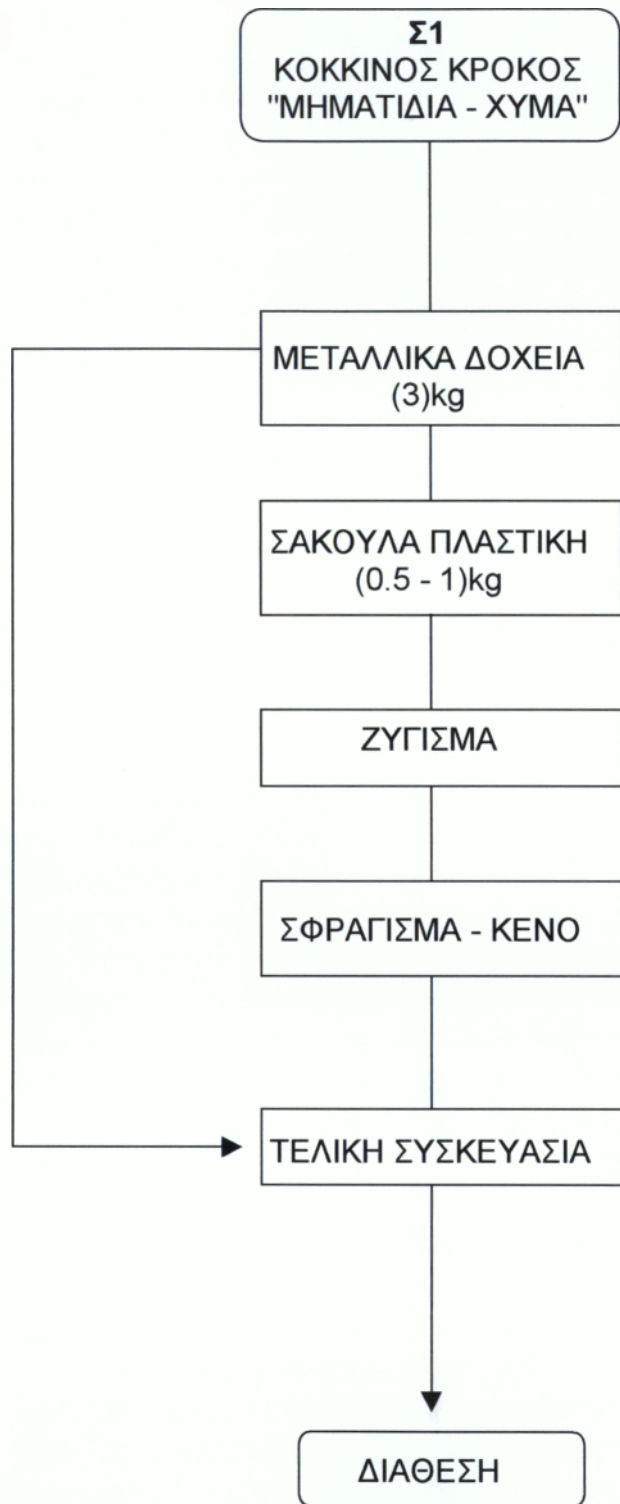 Σ1
ΚΟΚΚΙΝΟΣ ΚΡΟΚΟΣ
"ΜΗΜΑΤΙΔΙΑ - ΧΥΜΑ"
ΜΕΤΑΛΛΙΚΑ ΔΟΧΕΙΑ
(3)kg
ΣΑΚΟΥΛΑ ΠΛΑΣΤΙΚΗ
(0.5 - 1)kg
ΖΥΓΙΣΜΑ
ΣΦΡΑΓΙΣΜΑ - ΚΕΝΟ
ΤΕΛΙΚΗ ΣΥΣΚΕΥΑΣΙΑ
ΔΙΑΘΕΣΗ